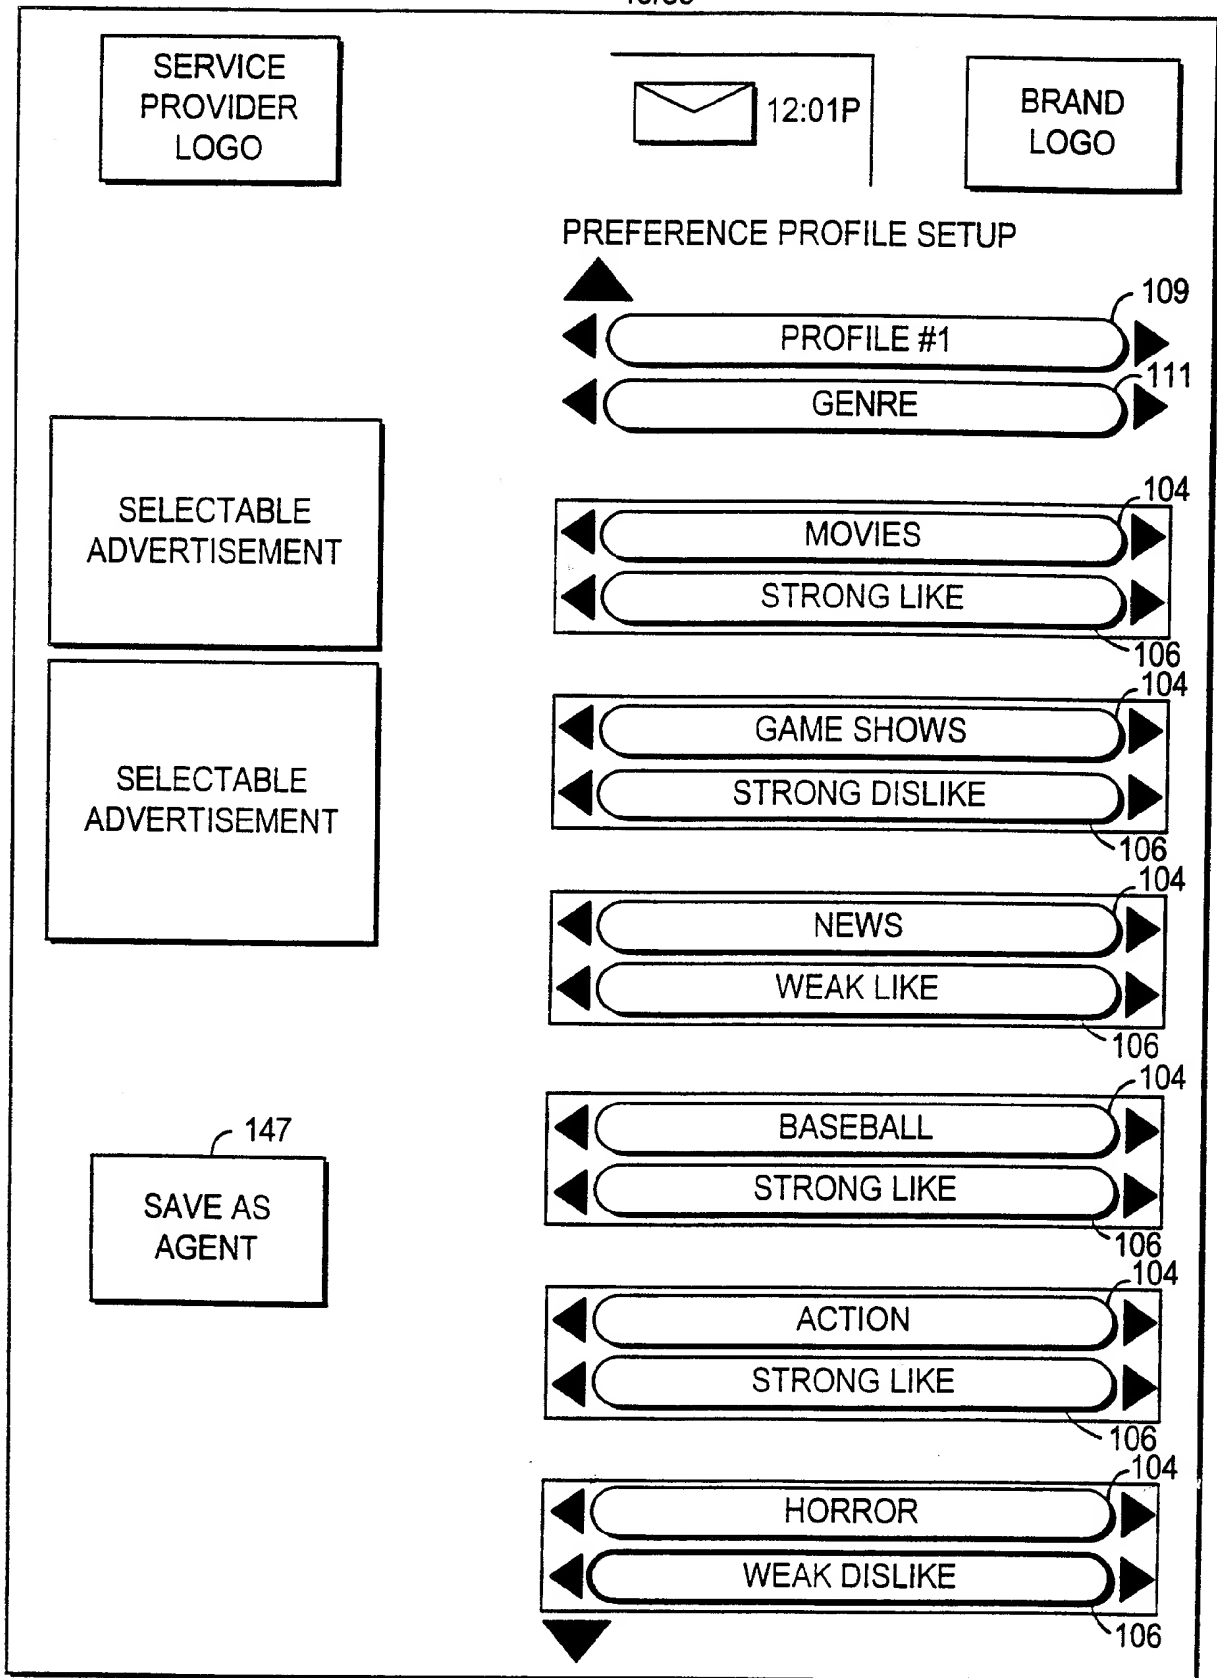 SERVICE
PROVIDER
LOGO
12:01P
BRAND
LOGO
PREFERENCE PROFILE SETUP
109
PROFILE #1
111
GENRE
SELECTABLE
ADVERTISEMENT
104
MOVIES
STRONG LIKE
106
SELECTABLE
ADVERTISEMENT
104
GAME SHOWS
STRONG DISLIKE
106
104
NEWS
WEAK LIKE
106
147
SAVE AS
AGENT
104
BASEBALL
STRONG LIKE
106
104
ACTION
STRONG LIKE
106
104
HORROR
WEAK DISLIKE
106